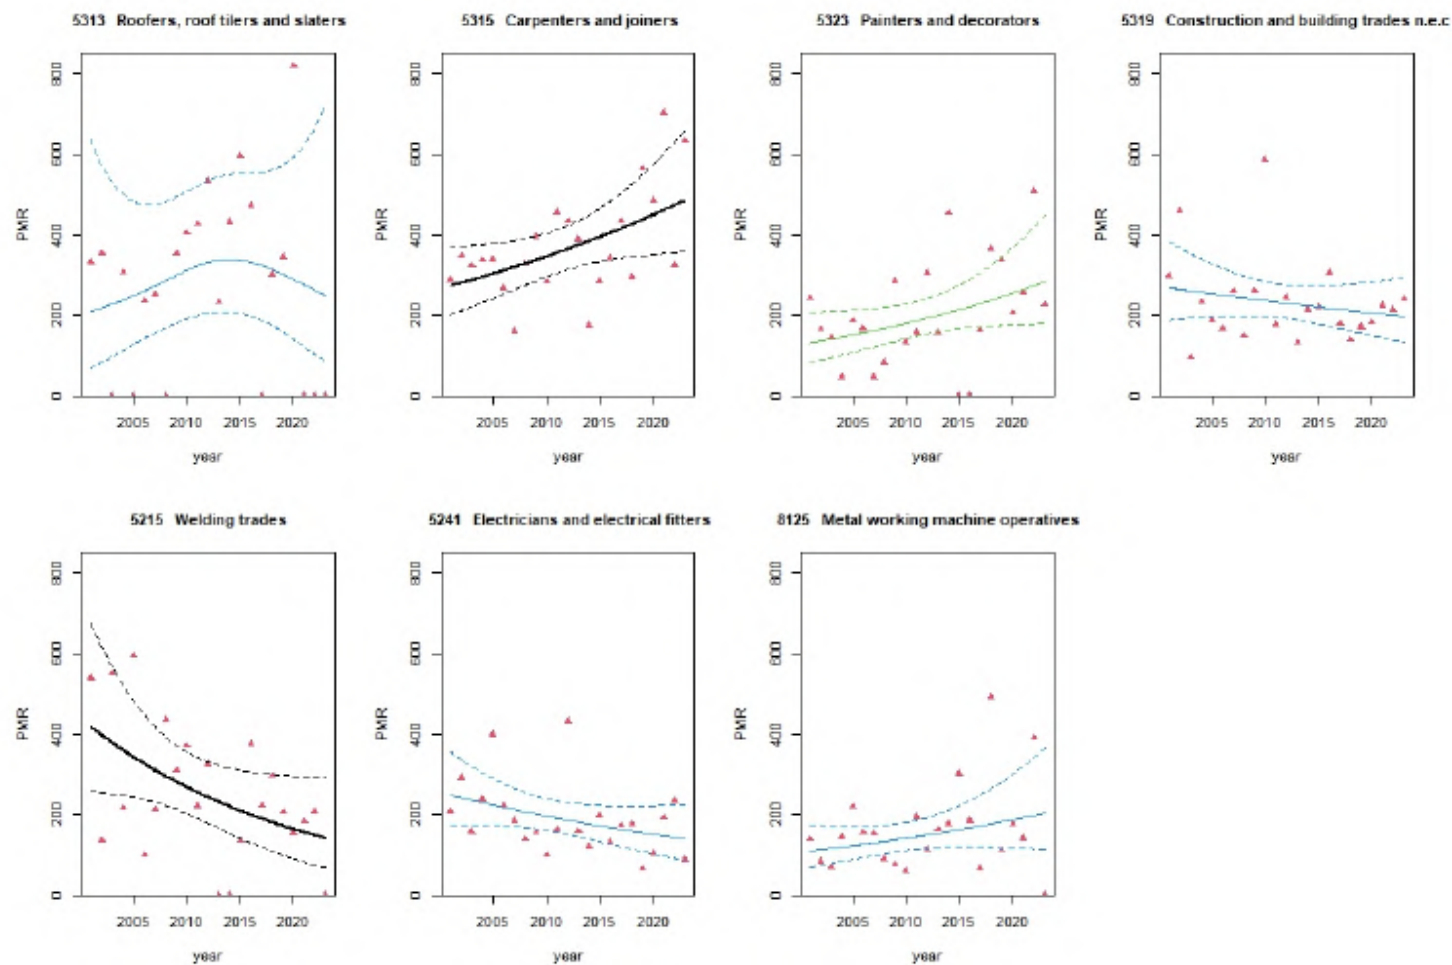 5313 Roofers, roof tilers and slaters
5315 Carpenters and joiners
5323 Painters and decorators
5319 Construction and building trades n.e.c
PMR
800
600
400
200
0
2005 2010 2015 2020
year
PMR
800
600
400
200
0
2005 2010 2015 2020
year
PMR
800
600
400
200
0
2005 2010 2015 2020
year
PMR
800
600
400
200
0
2005 2010 2015 2020
year
5215 Welding trades
5241 Electricians and electrical fitters
8125 Metal working machine operatives
PMR
800
600
400
200
0
2005 2010 2015 2020
year
PMR
800
600
400
200
0
2005 2010 2015 2020
year
PMR
800
600
400
200
0
2005 2010 2015 2020
year